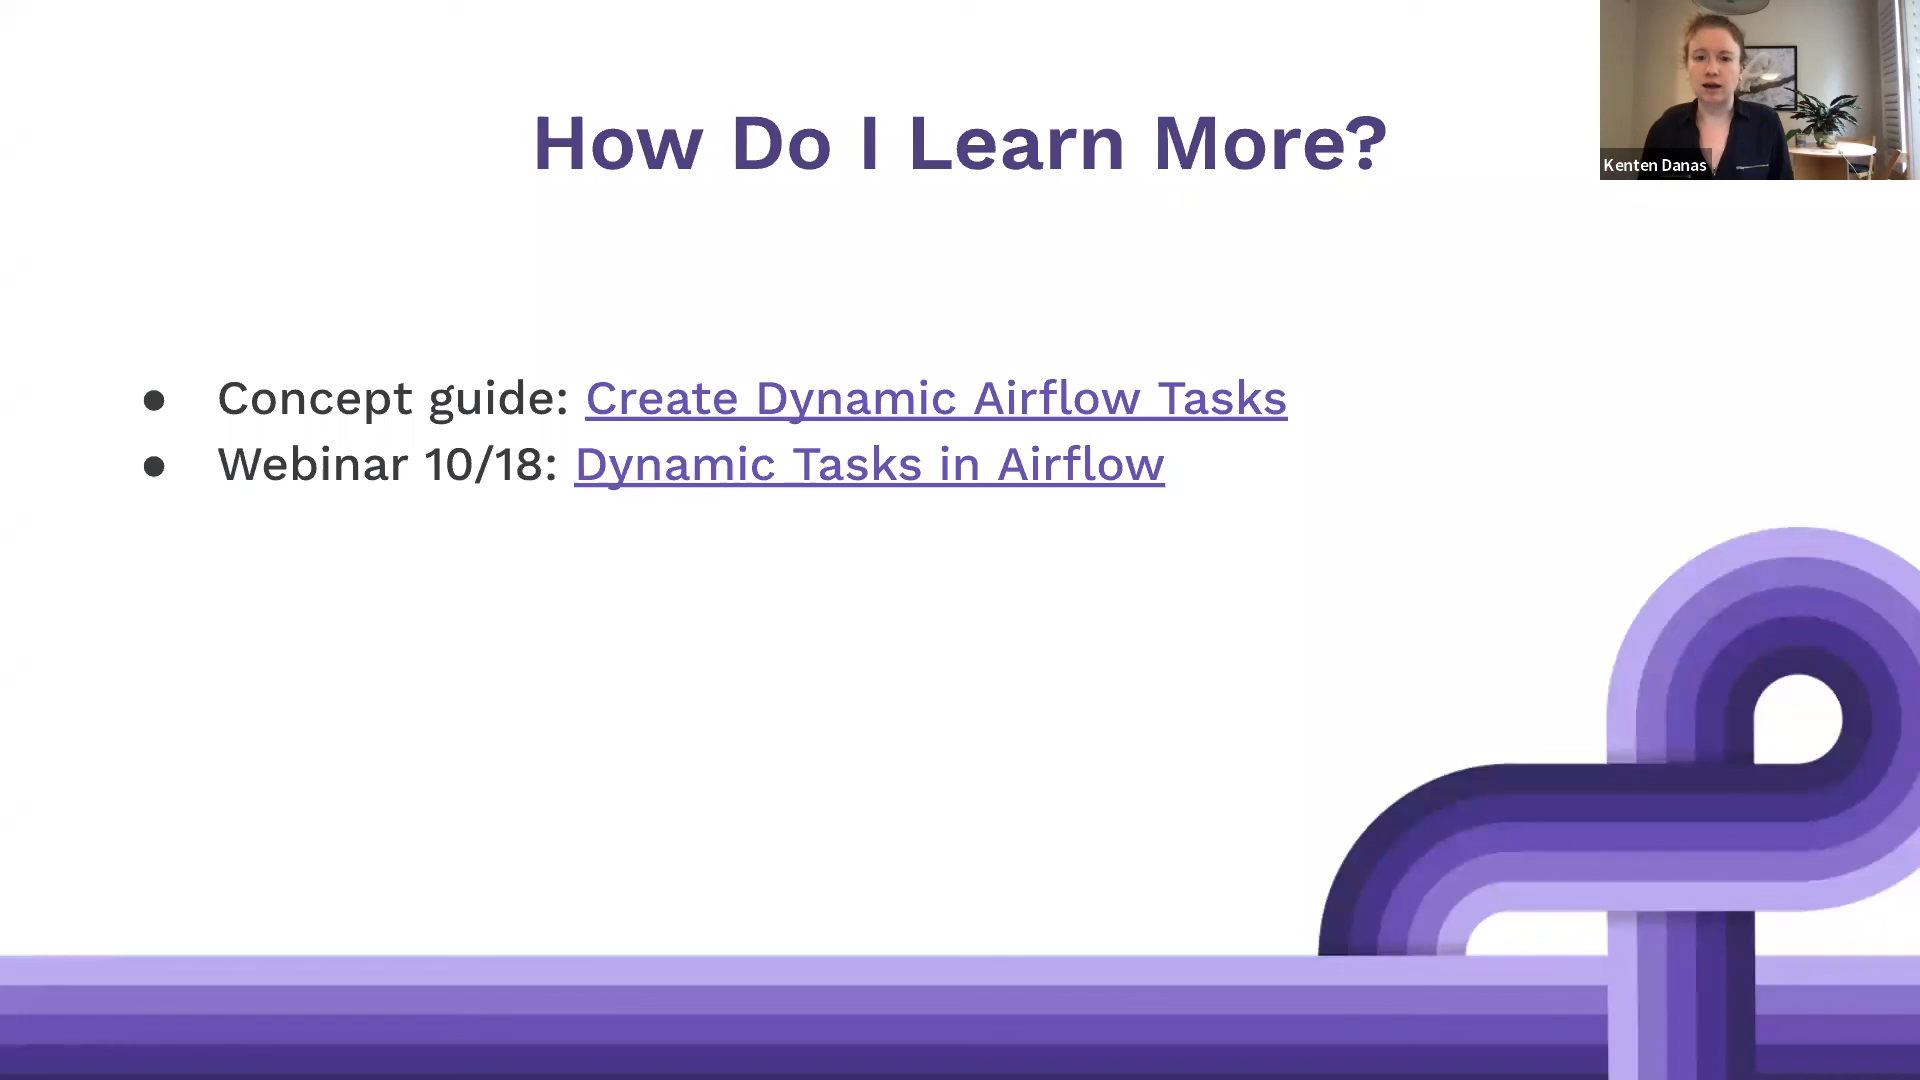 How Do I Learn More?
Kenten Danas
● Concept guide: Create Dynamic Airflow Tasks
● Webinar 10/18: Dynamic Tasks in Airflow